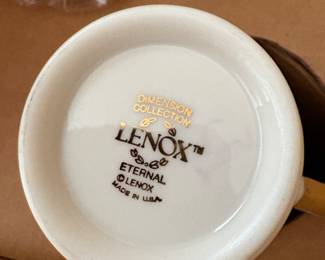 DIMENSION
COLLECTION
LENOX™
ETERNAL
©LENOX
MADE IN U.S.A.